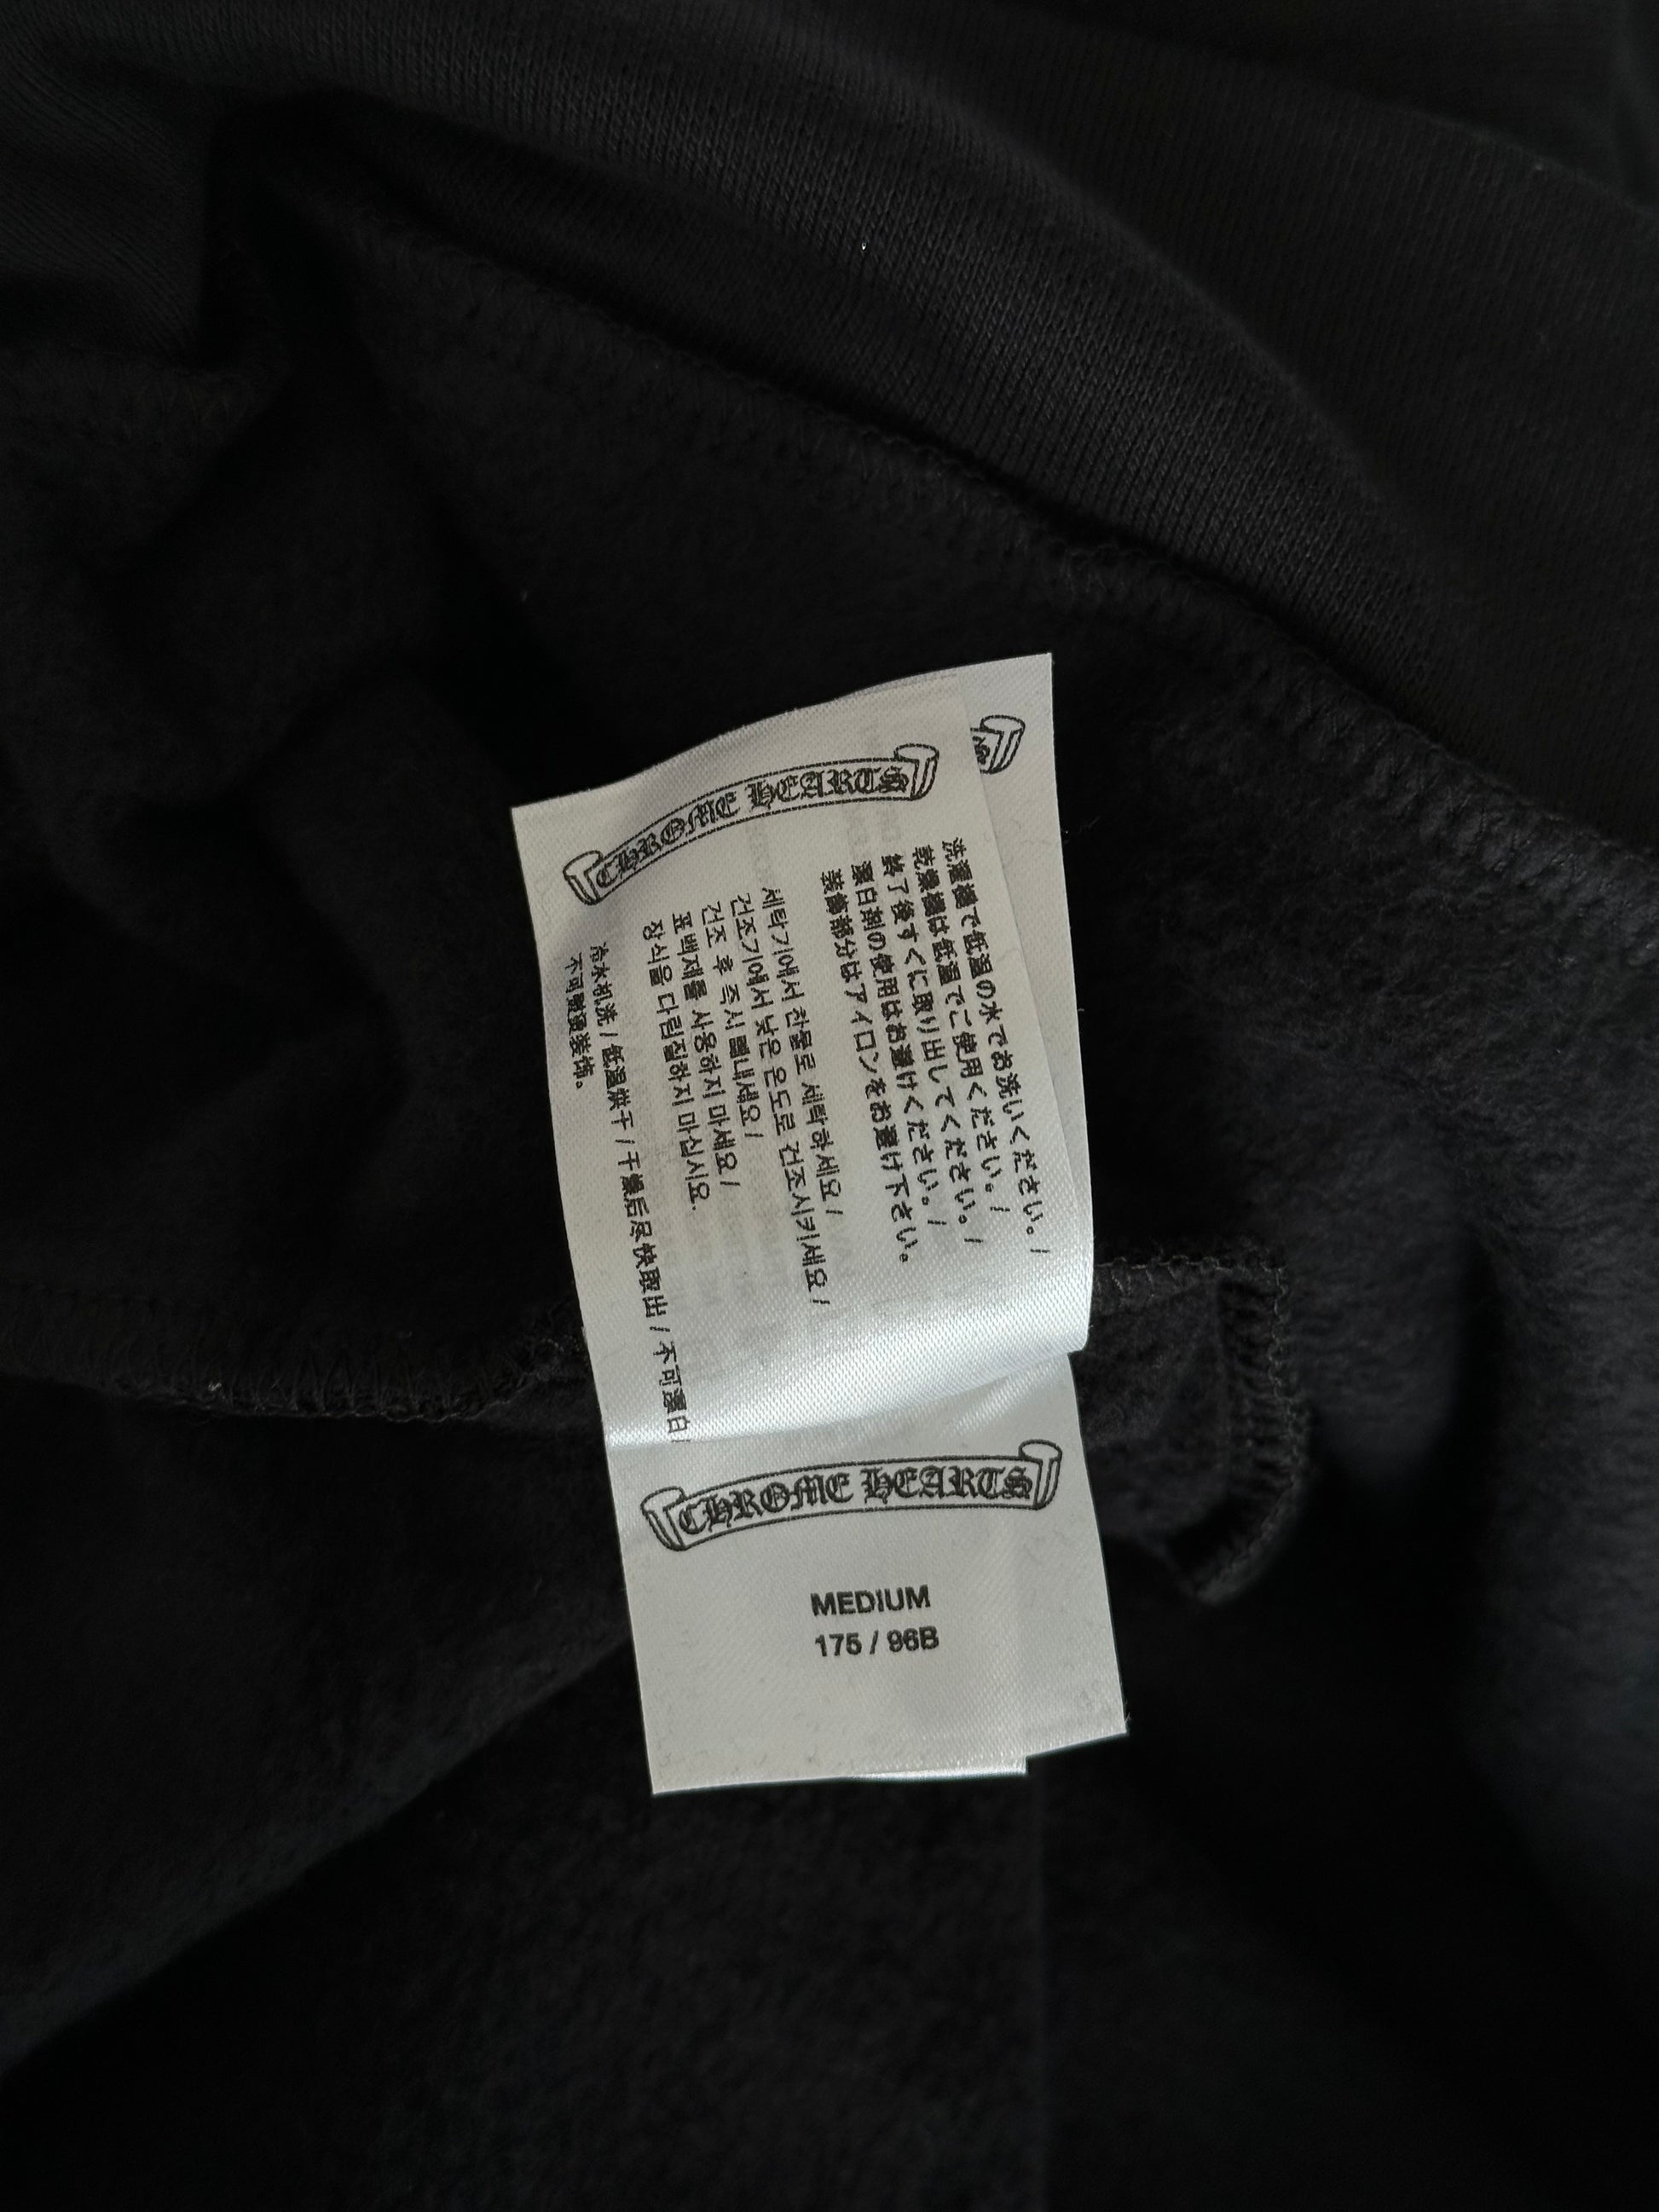 CHROME HEARTS
洗濯機で低温の水でお洗いください。/
乾燥機は低温でご使用ください。/
終了後すぐに取り出してください。/
漂白剤の使用はお避けください。/
装飾部分はアイロンをお避け下さい。
세탁기에서 찬물로 세탁하세요 /
건조기에서 낮은 온도로 건조시키세요 /
건조 후 즉시 꺼내세요 /
표백제를 사용하지 마세요 /
장식을 다림질하지 마십시요.
冷水机洗 / 低温烘干 / 干燥后尽快取出 / 不可漂白 /
不可熨烫装饰。
CHROME HEARTS
MEDIUM
175 / 96B